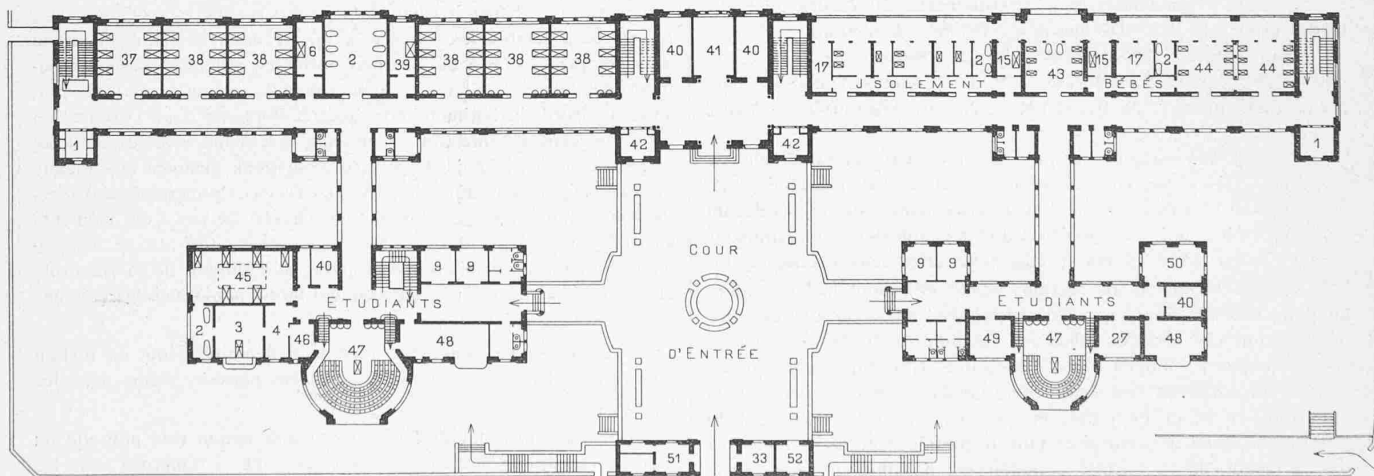 37 38 38 6 2 39 38 38 38 40 41 40 17 2 15 43 15 17 2 44 44
ISOLEMENT BÉBÉS
1 42 42 1
COUR
D'ENTRÉE
45 40 9 9
ETUDIANTS
2 3 4 46 47 48
9 9 50
ETUDIANTS 40
49 47 27 48
51 33 52